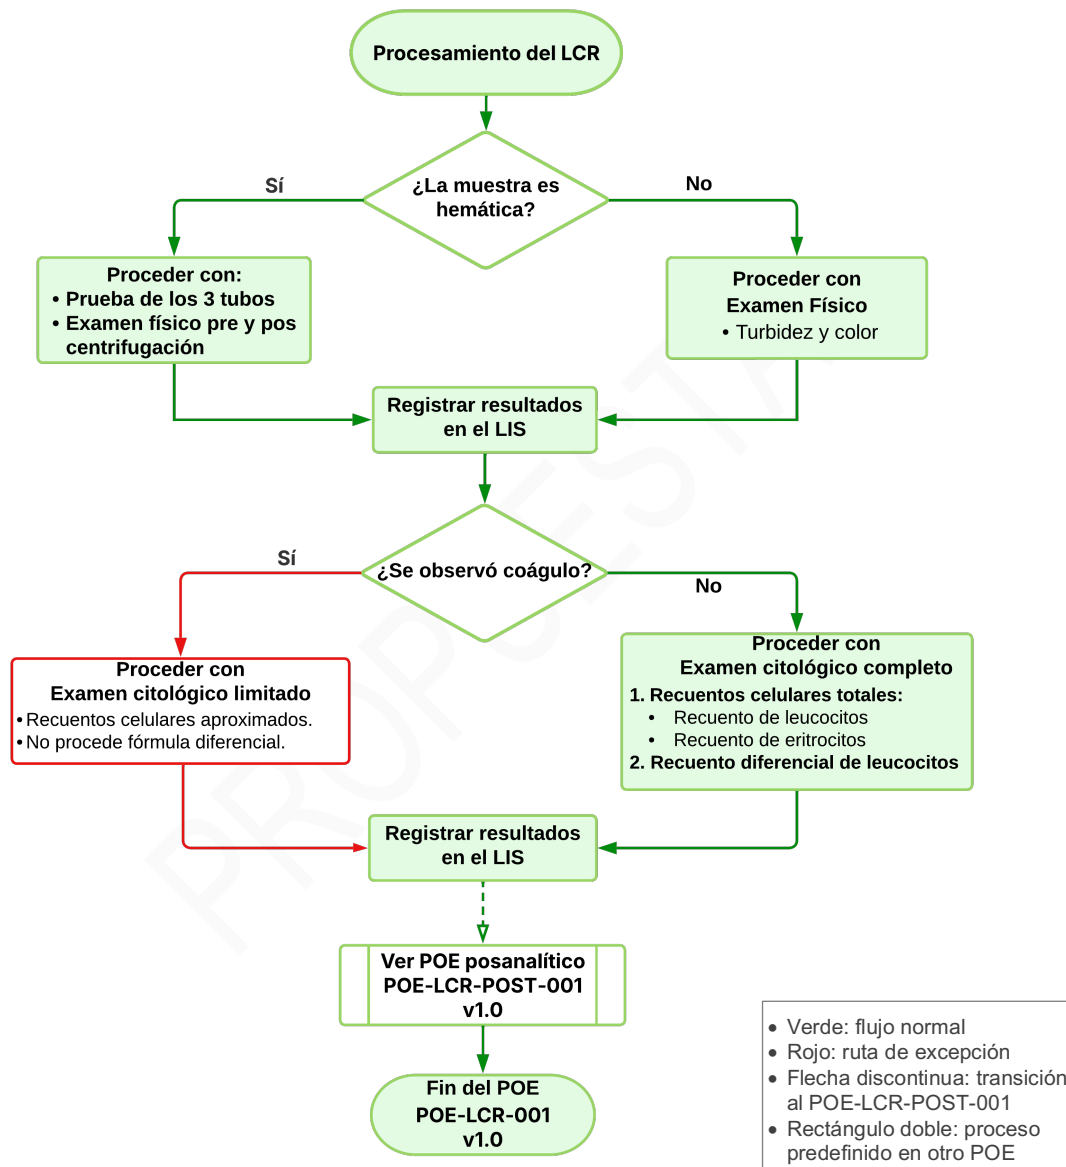 Procesamiento del LCR
¿La muestra es
hemática?
Sí
No
Proceder con:
• Prueba de los 3 tubos
• Examen físico pre y pos
centrifugación
Proceder con
Examen Físico
• Turbidez y color
Registrar resultados
en el LIS
¿Se observó coágulo?
Sí
No
Proceder con
Examen citológico limitado
• Recuentos celulares aproximados.
• No procede fórmula diferencial.
Proceder con
Examen citológico completo
1. Recuentos celulares totales:
• Recuento de leucocitos
• Recuento de eritrocitos
2. Recuento diferencial de leucocitos
Registrar resultados
en el LIS
Ver POE posanalítico
POE-LCR-POST-001
v1.0
Fin del POE
POE-LCR-001
v1.0
• Verde: flujo normal
• Rojo: ruta de excepción
• Flecha discontinua: transición
al POE-LCR-POST-001
• Rectángulo doble: proceso
predefinido en otro POE
PROPUESTA